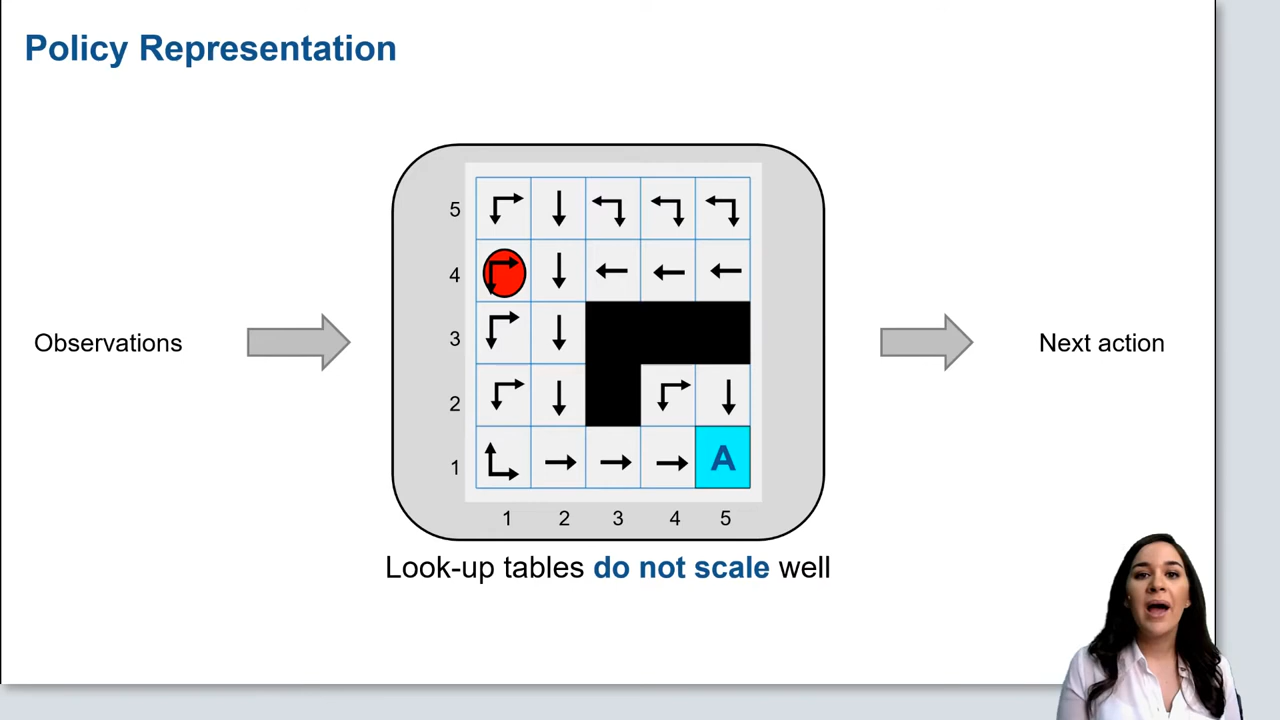 Policy Representation
5
4
3
2
1
A
1 2 3 4 5
Observations
Next action
Look-up tables do not scale well